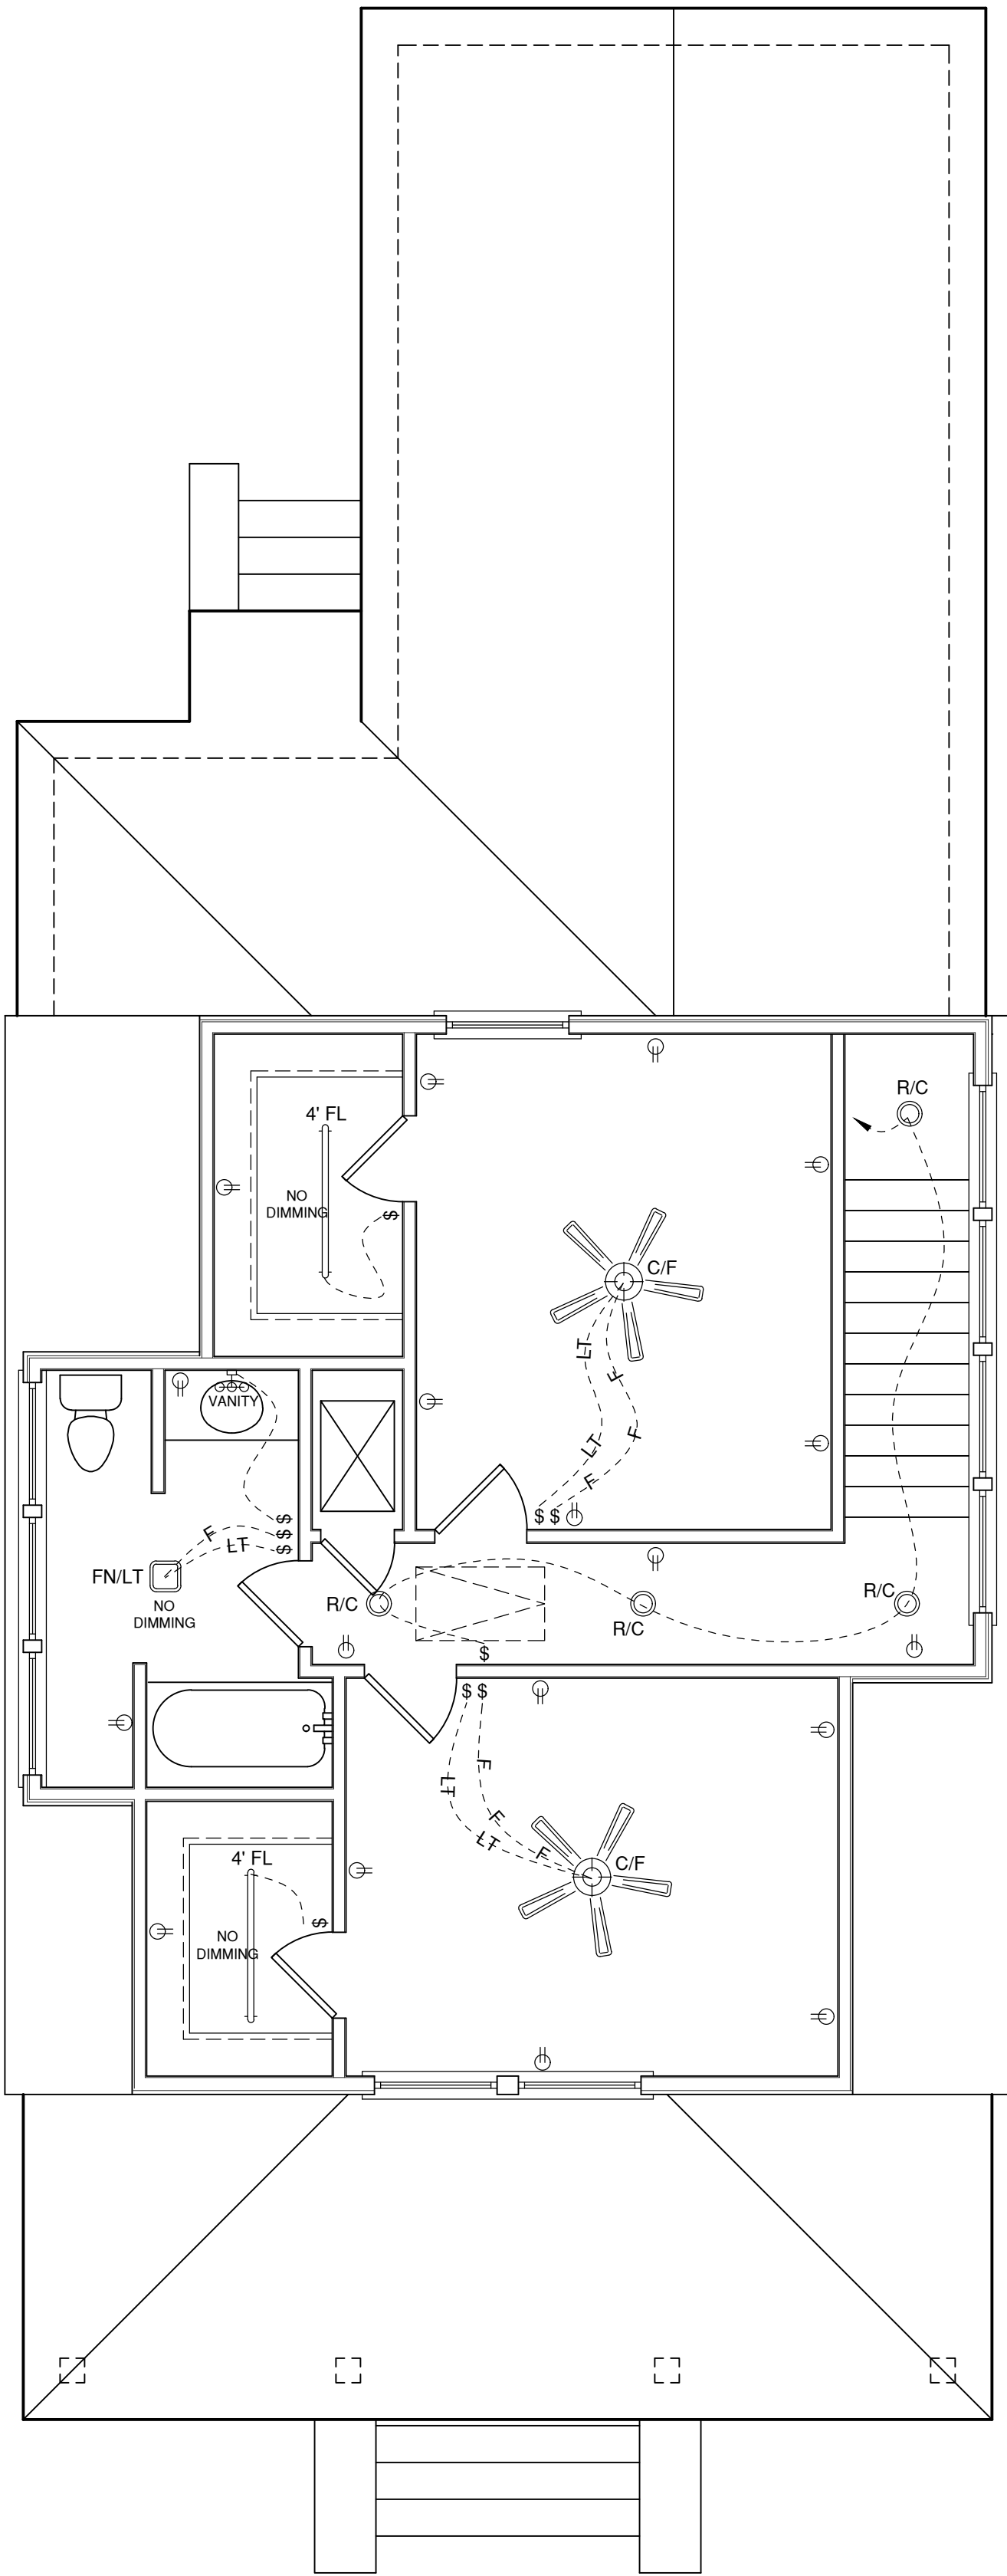 R/C
4' FL
NO
DIMMING
$
C/F
LT
F
F
LT
F
VANITY
$ $
$
$
$
F
LT
FN/LT
NO
DIMMING
R/C
R/C
R/C
$
$ $
F
LT
F
LT
F
C/F
4' FL
$
NO
DIMMING